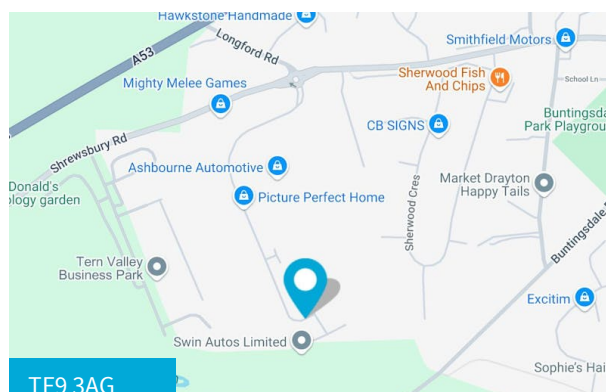 Hawkstone Handmade
Longford Rd
A53
Smithfield Motors
Sherwood Fish
And Chips
School Ln
Mighty Melee Games
Buntingsda
Park Playgroun
CB SIGNS
Shrewsbury Rd
Ashbourne Automotive
Market Drayton
Happy Tails
Donald's
ology garden
Picture Perfect Home
Sherwood Cres
Buntingsdale R
Tern Valley
Business Park
Excitim
Swin Autos Limited
Sophie's Hai
TF9 3AG